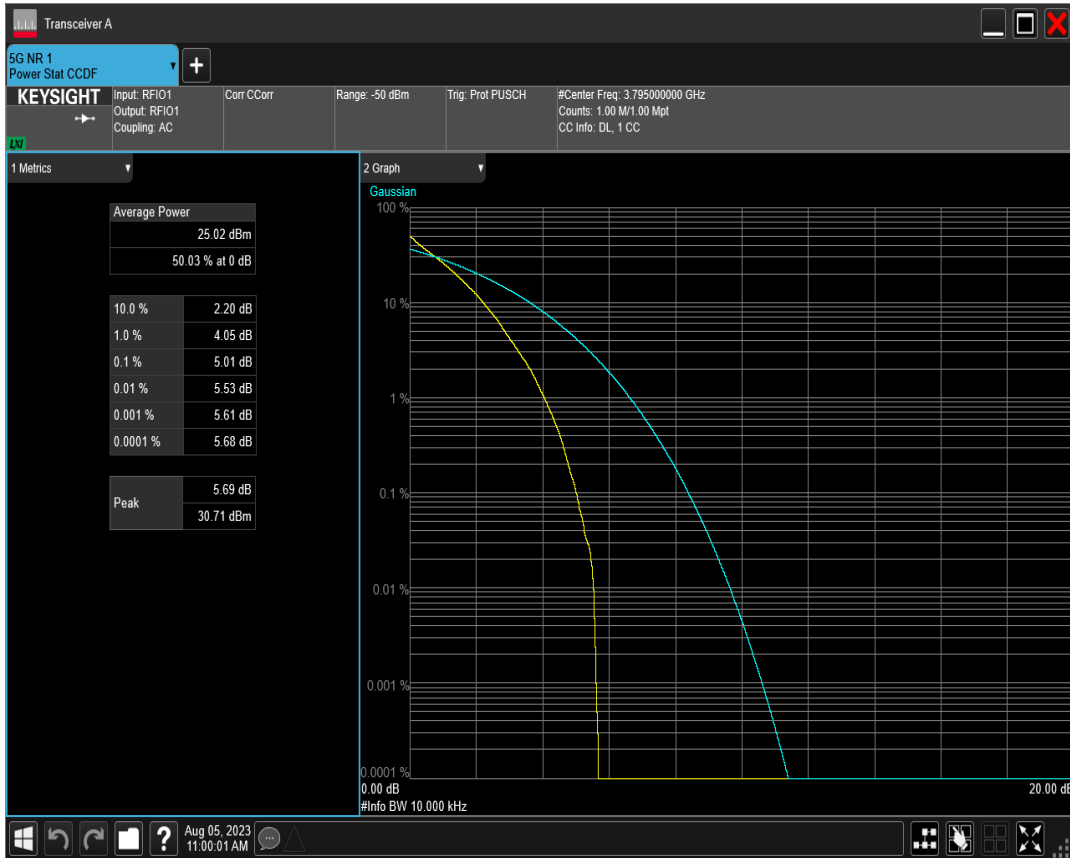 Transceiver A
5G NR 1
Power Stat CCDF
KEYSIGHT
LXI
Input: RFIO1
Output: RFIO1
Coupling: AC
Corr CCorr
Range: -50 dBm
Trig: Prot PUSCH
#Center Freq: 3.795000000 GHz
Counts: 1.00 M/1.00 Mpt
CC Info: DL, 1 CC
1 Metrics
Average Power
25.02 dBm
50.03 % at 0 dB
10.0 % 2.20 dB
1.0 % 4.05 dB
0.1 % 5.01 dB
0.01 % 5.53 dB
0.001 % 5.61 dB
0.0001 % 5.68 dB
Peak 5.69 dB
30.71 dBm
2 Graph
Gaussian
100 %
10 %
1 %
0.1 %
0.01 %
0.001 %
0.0001 %
0.00 dB 20.00 dB
#Info BW 10.000 kHz
? Aug 05, 2023
11:00:01 AM